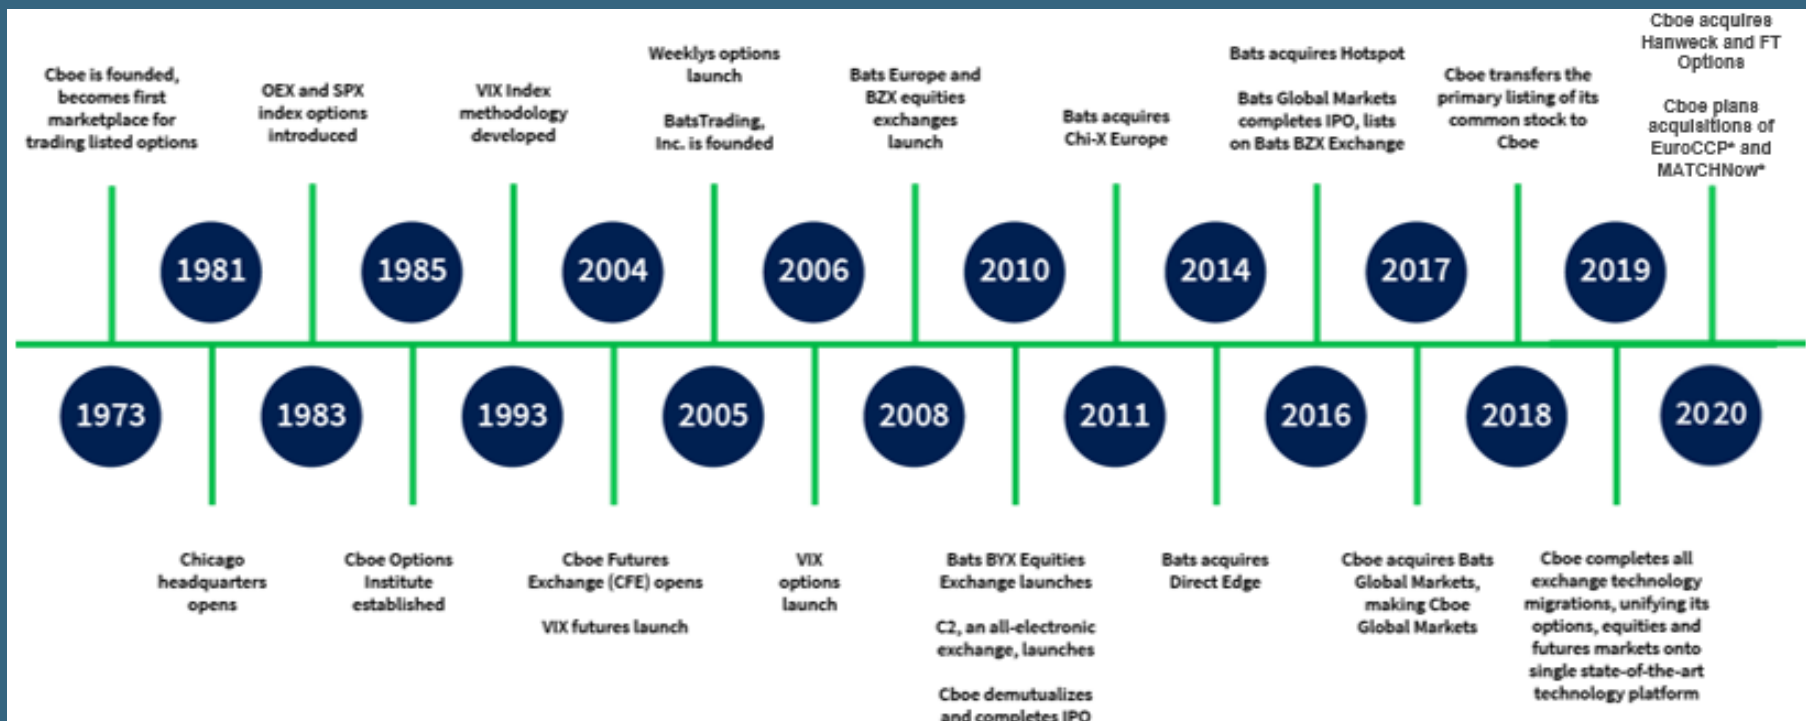 Cboe is founded,
becomes first
marketplace for
trading listed options
OEX and SPX
index options
introduced
VIX Index
methodology
developed
Weeklys options
launch
BatsTrading,
Inc. is founded
Bats Europe and
BZX equities
exchanges
launch
Bats acquires
Chi-X Europe
Bats acquires Hotspot
Bats Global Markets
completes IPO, lists
on Bats BZX Exchange
Cboe transfers the
primary listing of its
common stock to
Cboe
Cboe acquires
Hanweck and FT
Options
Cboe plans
acquisitions of
EuroCCP* and
MATCHNow*
1981
1985
2004
2006
2010
2014
2017
2019
1973
1983
1993
2005
2008
2011
2016
2018
2020
Chicago
headquarters
opens
Cboe Options
Institute
established
Cboe Futures
Exchange (CFE) opens
VIX futures launch
VIX
options
launch
Bats BYX Equities
Exchange launches
C2, an all-electronic
exchange, launches
Cboe demutualizes
and completes IPO
Bats acquires
Direct Edge
Cboe acquires Bats
Global Markets,
making Cboe
Global Markets
Cboe completes all
exchange technology
migrations, unifying its
options, equities and
futures markets onto
single state-of-the-art
technology platform